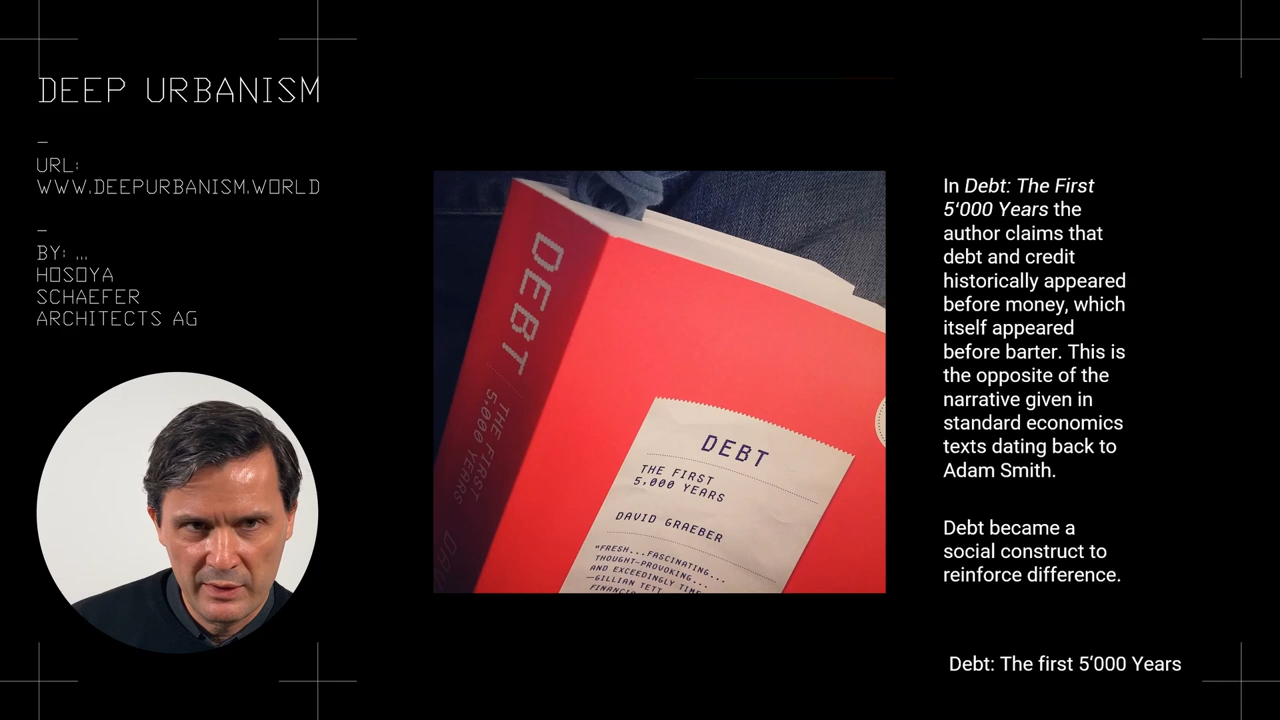 DEEP URBANISM
–
URL:
WWW.DEEPURBANISM.WORLD
–
BY: ...
HOSOYA
SCHAEFER
ARCHITECTS AG
DEBT
THE FIRST
5,000 YEARS
DEBT
THE FIRST
5,000 YEARS
DAVID GRAEBER
"FRESH...FASCINATING...
THOUGHT-PROVOKING...
AND EXCEEDINGLY
—GILLIAN TETT
In Debt: The First
5‘000 Years the
author claims that
debt and credit
historically appeared
before money, which
itself appeared
before barter. This is
the opposite of the
narrative given in
standard economics
texts dating back to
Adam Smith.
Debt became a
social construct to
reinforce difference.
Debt: The first 5‘000 Years